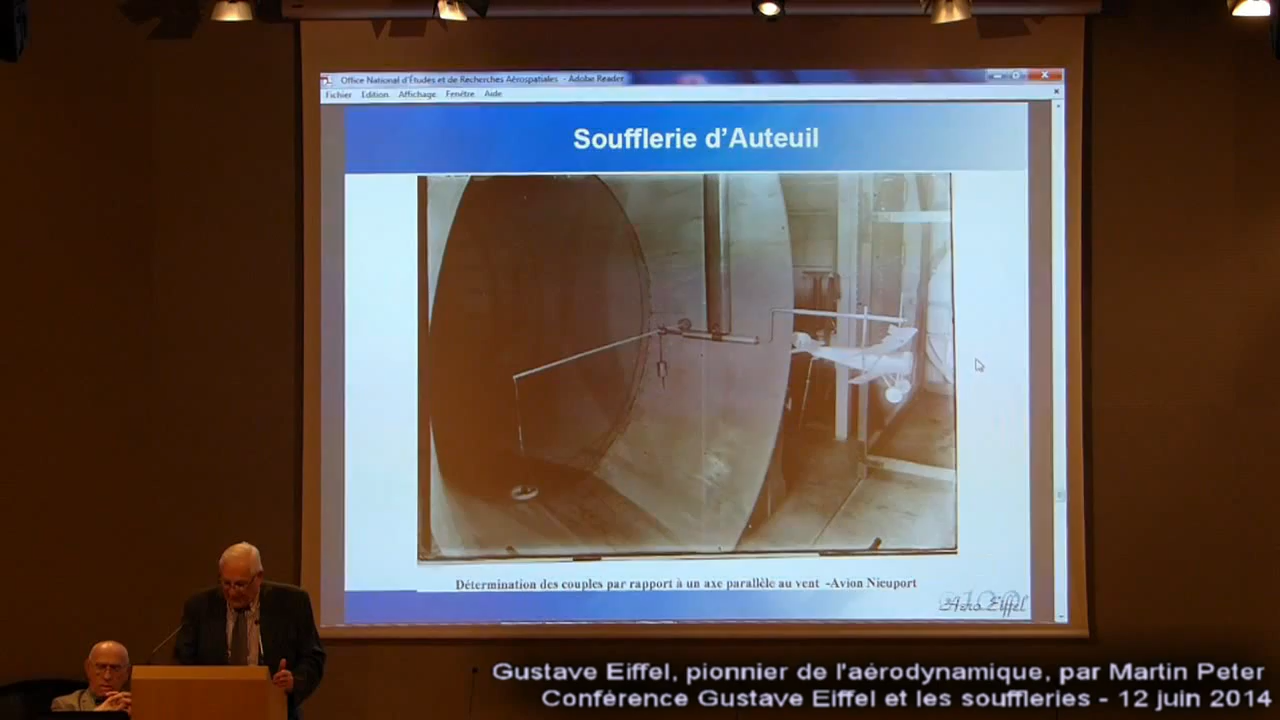 Office National d'Études et de Recherches Aérospatiales - Adobe Reader
Fichier Edition Affichage Fenêtre Aide
Soufflerie d'Auteuil
Détermination des couples par rapport à un axe parallèle au vent -Avion Nieuport
Aero Eiffel
Gustave Eiffel, pionnier de l'aérodynamique, par Martin Peter
Conférence Gustave Eiffel et les souffleries - 12 juin 2014